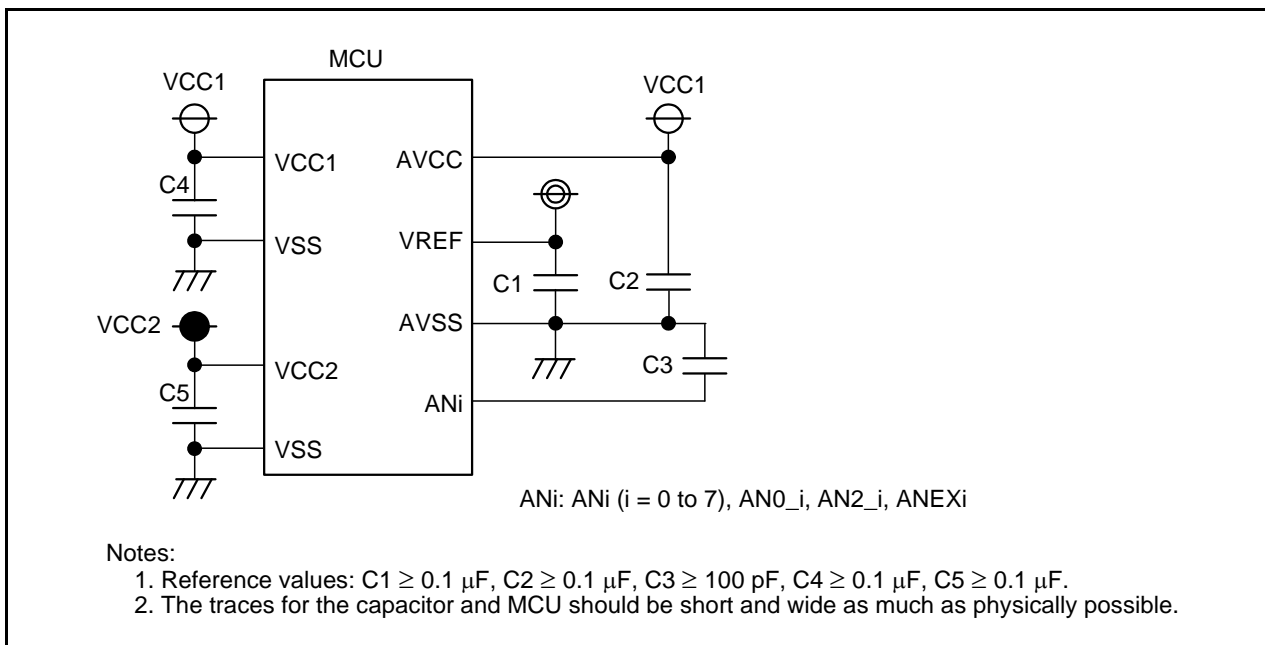 MCU
VCC1
VCC1
VCC1
AVCC
C4
VREF
VSS
C1
C2
VCC2
AVSS
C3
VCC2
C5
ANi
VSS
ANi: ANi (i = 0 to 7), AN0_i, AN2_i, ANEXi
Notes:
1. Reference values: C1 ≥ 0.1 μF, C2 ≥ 0.1 μF, C3 ≥ 100 pF, C4 ≥ 0.1 μF, C5 ≥ 0.1 μF.
2. The traces for the capacitor and MCU should be short and wide as much as physically possible.